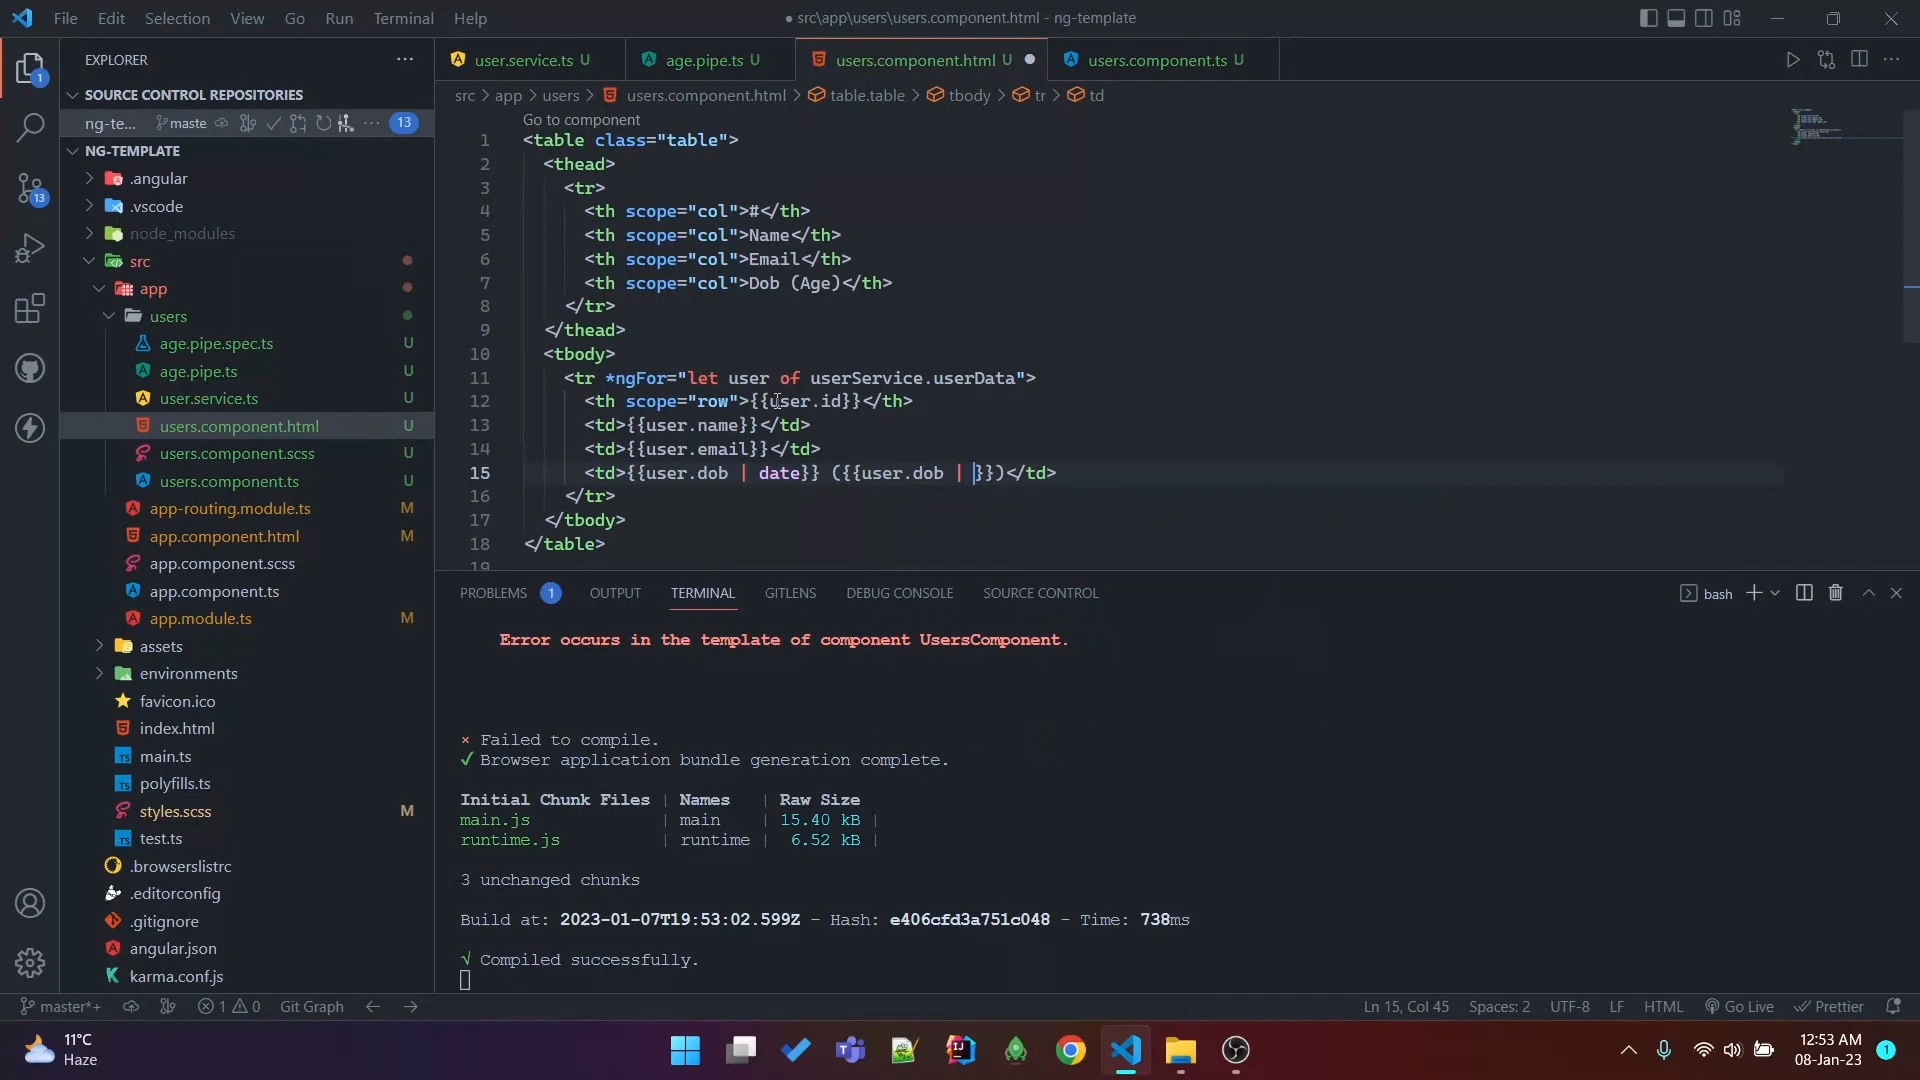 File Edit Selection View Go Run Terminal Help
● src\app\users\users.component.html - ng-template
EXPLORER
SOURCE CONTROL REPOSITORIES
ng-te... maste 13
NG-TEMPLATE
.angular
.vscode
node_modules
src
app
users
age.pipe.spec.ts U
age.pipe.ts U
user.service.ts U
users.component.html U
users.component.scss U
users.component.ts U
app-routing.module.ts M
app.component.html M
app.component.scss
app.component.ts
app.module.ts M
assets
environments
favicon.ico
index.html
main.ts
polyfills.ts
styles.scss M
test.ts
.browserslistrc
.editorconfig
.gitignore
angular.json
karma.conf.js
1
13
user.service.ts U
age.pipe.ts U
users.component.html U
users.component.ts U
src > app > users > users.component.html > table.table > tbody > tr > td
Go to component
1 <table class="table">
2 <thead>
3 <tr>
4 <th scope="col">#</th>
5 <th scope="col">Name</th>
6 <th scope="col">Email</th>
7 <th scope="col">Dob (Age)</th>
8 </tr>
9 </thead>
10 <tbody>
11 <tr *ngFor="let user of userService.userData">
12 <th scope="row">{{user.id}}</th>
13 <td>{{user.name}}</td>
14 <td>{{user.email}}</td>
15 <td>{{user.dob | date}} ({{user.dob | }})</td>
16 </tr>
17 </tbody>
18 </table>
19
PROBLEMS 1 OUTPUT TERMINAL GITLENS DEBUG CONSOLE SOURCE CONTROL
bash
Error occurs in the template of component UsersComponent.
× Failed to compile.
✓ Browser application bundle generation complete.
Initial Chunk Files | Names | Raw Size
main.js | main | 15.40 kB |
runtime.js | runtime | 6.52 kB |
3 unchanged chunks
Build at: 2023-01-07T19:53:02.599Z - Hash: e406cfd3a751c048 - Time: 738ms
√ Compiled successfully.
master*+ 1 0 Git Graph
Ln 15, Col 45 Spaces: 2 UTF-8 LF HTML Go Live Prettier
11°C
Haze
12:53 AM
08-Jan-23
1